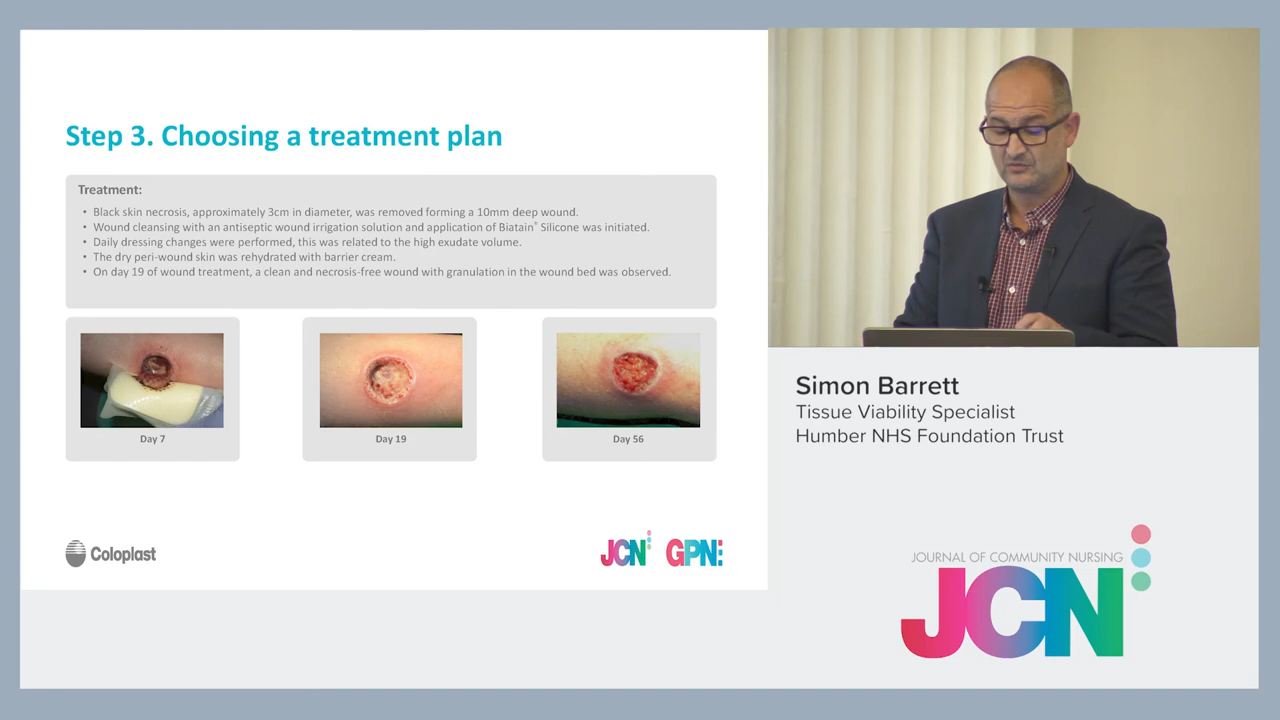 Step 3. Choosing a treatment plan
Treatment:
• Black skin necrosis, approximately 3cm in diameter, was removed forming a 10mm deep wound.
• Wound cleansing with an antiseptic wound irrigation solution and application of Biatain® Silicone was initiated.
• Daily dressing changes were performed, this was related to the high exudate volume.
• The dry peri-wound skin was rehydrated with barrier cream.
• On day 19 of wound treatment, a clean and necrosis-free wound with granulation in the wound bed was observed.
Day 7
Day 19
Day 56
Coloplast
JCN
GPN
Simon Barrett
Tissue Viability Specialist
Humber NHS Foundation Trust
JOURNAL OF COMMUNITY NURSING
JCN